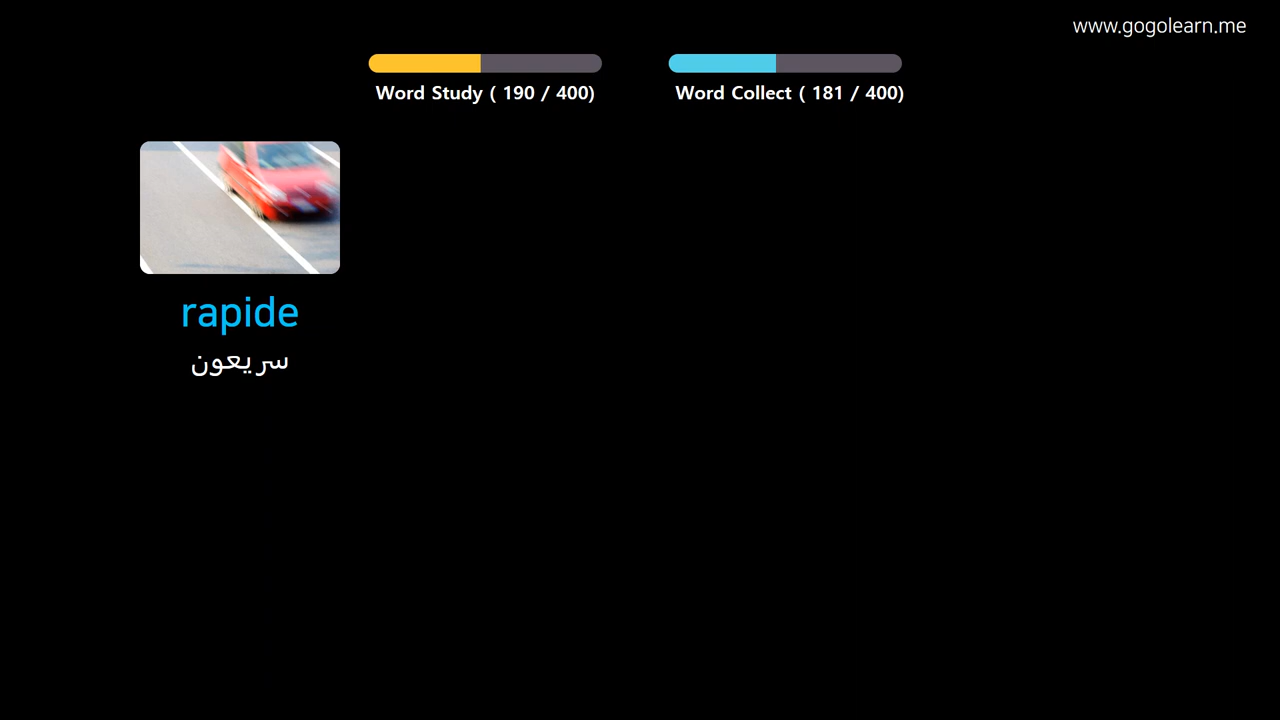 www.gogolearn.me
Word Study ( 190 / 400)
Word Collect ( 181 / 400)
rapide
سريعون